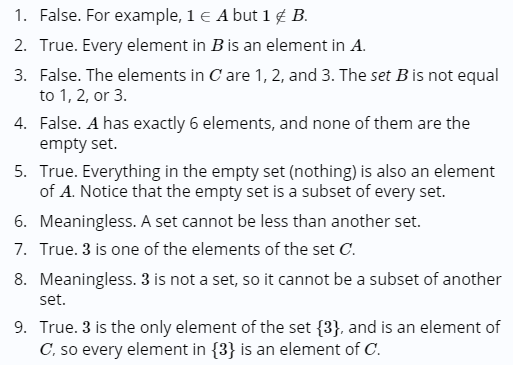 1. False. For example, 1 ∈ A but 1 ∉ B.
2. True. Every element in B is an element in A.
3. False. The elements in C are 1, 2, and 3. The set B is not equal
to 1, 2, or 3.
4. False. A has exactly 6 elements, and none of them are the
empty set.
5. True. Everything in the empty set (nothing) is also an element
of A. Notice that the empty set is a subset of every set.
6. Meaningless. A set cannot be less than another set.
7. True. 3 is one of the elements of the set C.
8. Meaningless. 3 is not a set, so it cannot be a subset of another
set.
9. True. 3 is the only element of the set {3}, and is an element of
C, so every element in {3} is an element of C.